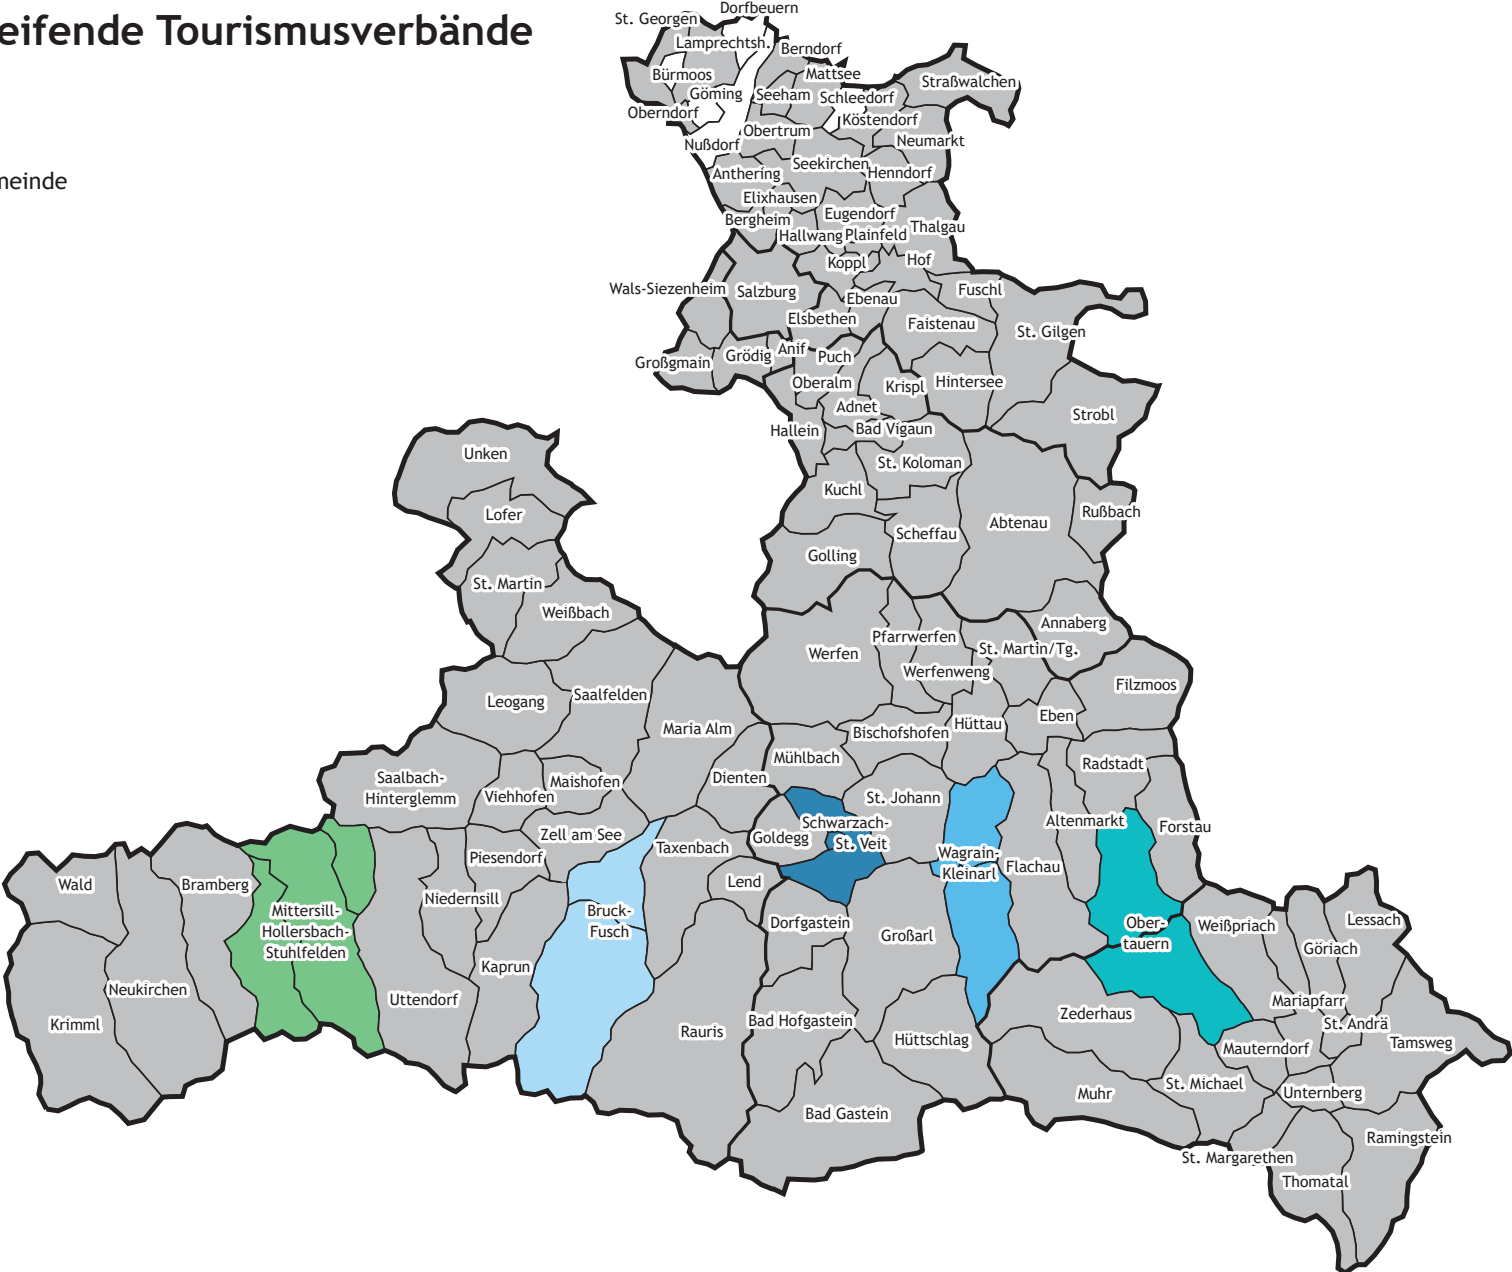 eifende Tourismusverbände
neinde
St. Georgen
Dorfbeuern
Lamprechtsh.
Berndorf
Bürmoos
Mattsee
Straßwalchen
Göming
Seeham
Schleedorf
Oberndorf
Köstendorf
Obertrum
Nußdorf
Neumarkt
Seekirchen
Anthering
Henndorf
Elixhausen
Eugendorf
Bergheim
Hallwang
Plainfeld
Thalgau
Koppl
Hof
Wals-Siezenheim
Salzburg
Ebenau
Fuschl
Elsbethen
Faistenau
St. Gilgen
Großgmain
Grödig
Anif
Puch
Oberalm
Krispl
Hintersee
Adnet
Strobl
Hallein
Bad Vigaun
Unken
St. Koloman
Kuchl
Lofer
Abtenau
Rußbach
Scheffau
Golling
St. Martin
Weißbach
Annaberg
Pfarrwerfen
Werfen
St. Martin/Tg.
Werfenweng
Filzmoos
Leogang
Saalfelden
Eben
Maria Alm
Hüttau
Bischofshofen
Mühlbach
Radstadt
Saalbach-
Hinterglemm
Viehhofen
Maishofen
Dienten
St. Johann
Zell am See
Taxenbach
Goldegg
Schwarzach-
St. Veit
Altenmarkt
Forstau
Wald
Bramberg
Piesendorf
Wagrain-
Kleinarl
Flachau
Niedernsill
Lend
Mittersill-
Hollersbach-
Stuhlfelden
Bruck-
Fusch
Dorfgastein
Großarl
Ober-
tauern
Weißpriach
Lessach
Göriach
Neukirchen
Kaprun
Uttendorf
Krimml
Rauris
Bad Hofgastein
Zederhaus
Mariapfarr
St. Andrä
Hüttschlag
Mauterndorf
Tamsweg
Muhr
St. Michael
Unternberg
Bad Gastein
Ramingstein
St. Margarethen
Thomatal